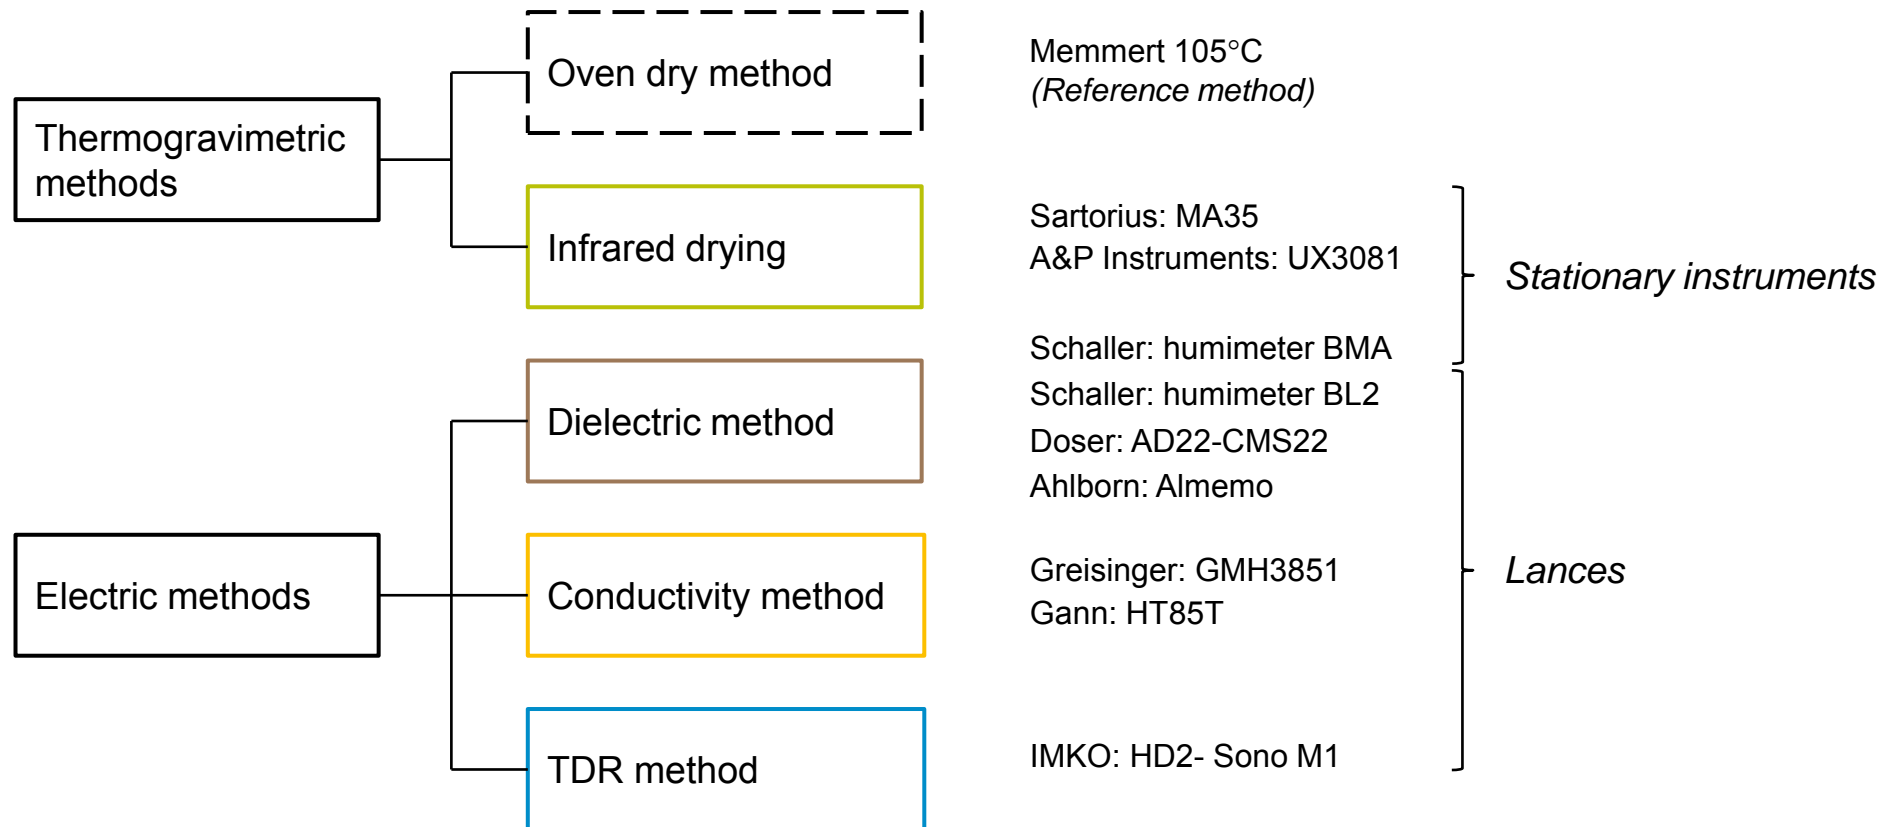 Oven dry method
Memmert 105°C
(Reference method)
Thermogravimetric
methods
Infrared drying
Sartorius: MA35
A&P Instruments: UX3081
Stationary instruments
Schaller: humimeter BMA
Schaller: humimeter BL2
Dielectric method
Doser: AD22-CMS22
Ahlborn: Almemo
Electric methods
Conductivity method
Greisinger: GMH3851
Gann: HT85T
Lances
TDR method
IMKO: HD2- Sono M1